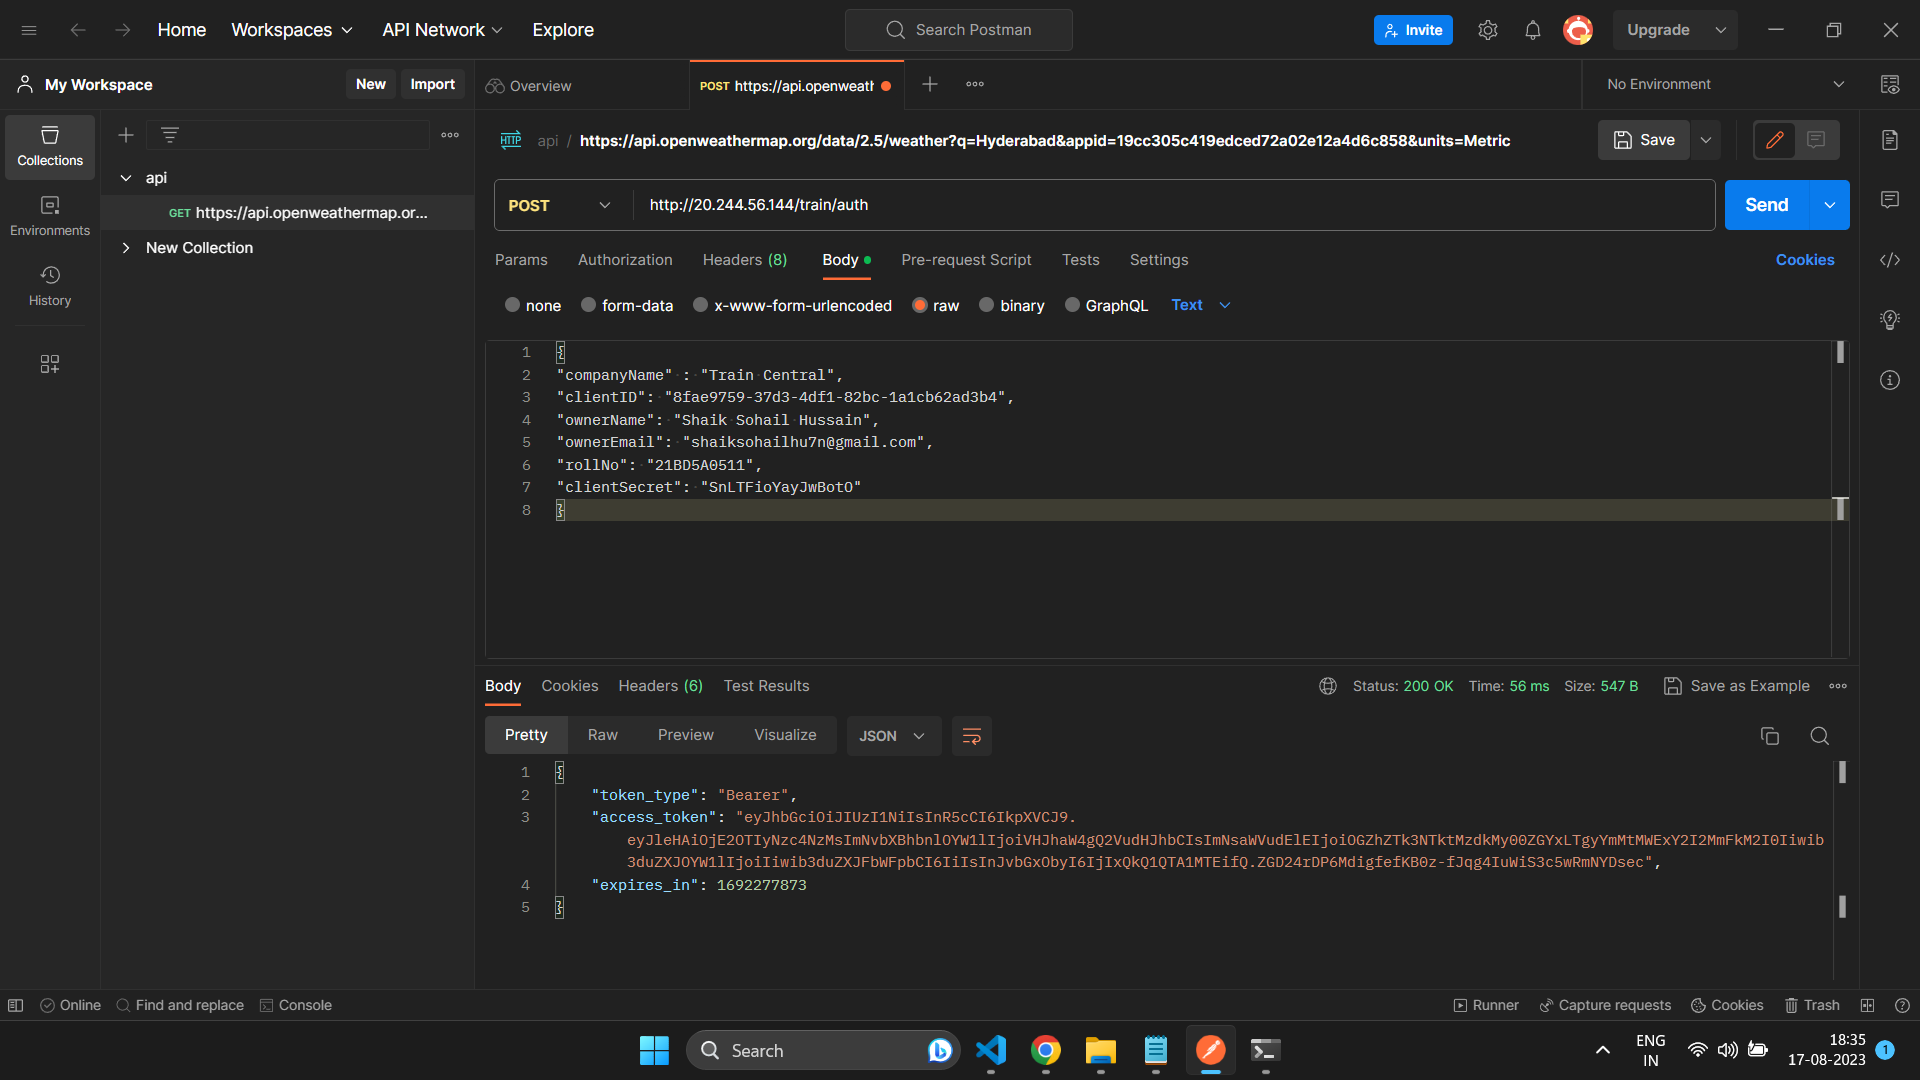 Home Workspaces API Network Explore Search Postman Invite Upgrade
My Workspace New Import Overview POST https://api.openweath No Environment
api / https://api.openweathermap.org/data/2.5/weather?q=Hyderabad&appid=19cc305c419edced72a02e12a4d6c858&units=Metric Save
Collections
api
GET https://api.openweathermap.or...
New Collection
Environments
History
POST http://20.244.56.144/train/auth Send
Params Authorization Headers (8) Body Pre-request Script Tests Settings Cookies
none form-data x-www-form-urlencoded raw binary GraphQL Text
1 {
2 "companyName" : "Train Central",
3 "clientID": "8fae9759-37d3-4df1-82bc-1a1cb62ad3b4",
4 "ownerName": "Shaik Sohail Hussain",
5 "ownerEmail": "shaiksohailhu7n@gmail.com",
6 "rollNo": "21BD5A0511",
7 "clientSecret": "SnLTFioYayJwBotO"
8 }
Body Cookies Headers (6) Test Results Status: 200 OK Time: 56 ms Size: 547 B Save as Example
Pretty Raw Preview Visualize JSON
1 {
2 "token_type": "Bearer",
3 "access_token": "eyJhbGciOiJIUzI1NiIsInR5cCI6IkpXVCJ9.
eyJleHAiOjE2OTIyNzc4NzMsImNvbXBhbnlOYW1lIjoiVHJhaW4gQ2VudHJhbCIsImNsaWVudElEIjoiOGZhZTk3NTktMzdkMy00ZGYxLTgyYmMtMWExY2I2MmFkM2I0Iiwib
3duZXJOYW1lIjoiIiwib3duZXJFbWFpbCI6IiIsInJvbGxObyI6IjIxQkQ1QTA1MTEifQ.ZGD24rDP6MdigfefKB0z-fJqg4IuWiS3c5wRmNYDsec",
4 "expires_in": 1692277873
5 }
Online Find and replace Console Runner Capture requests Cookies Trash
Search
ENG
IN
18:35
17-08-2023
1